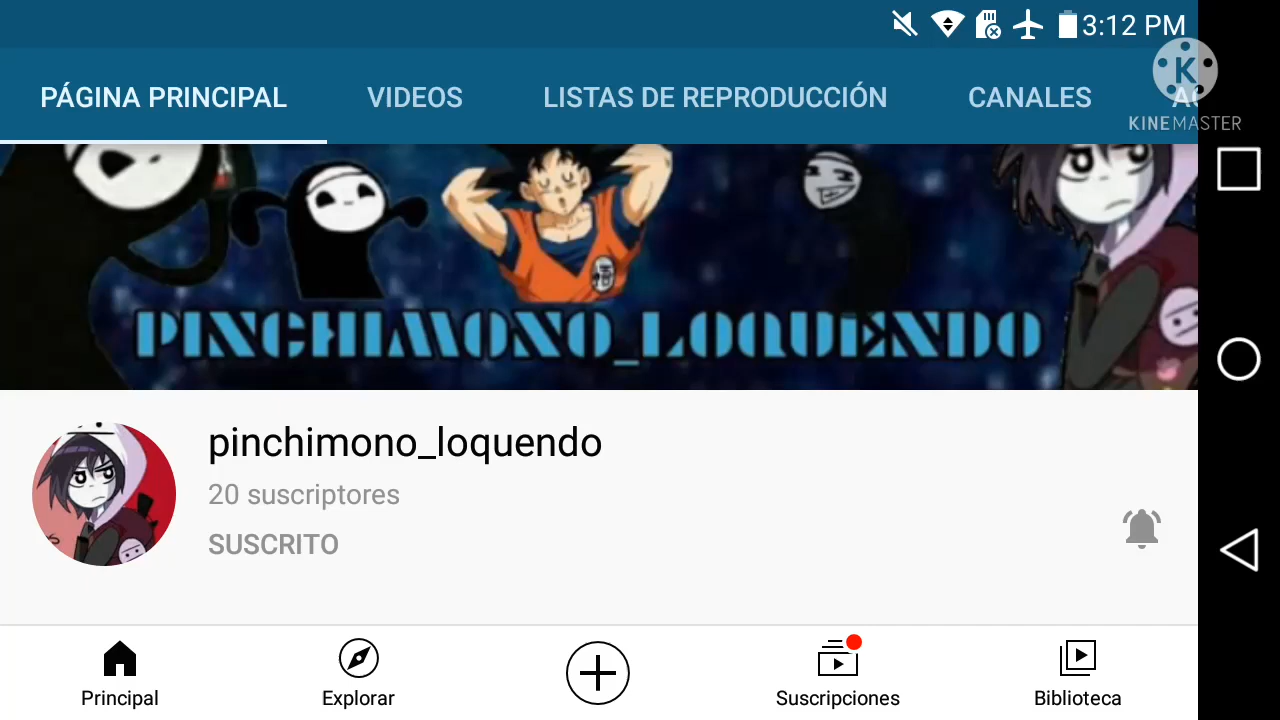 3:12 PM
PÁGINA PRINCIPAL VIDEOS LISTAS DE REPRODUCCIÓN CANALES
K
KINEMASTER
PINCHIMONO_LOQUENDO
pinchimono_loquendo
20 suscriptores
SUSCRITO
Principal Explorar Suscripciones Biblioteca